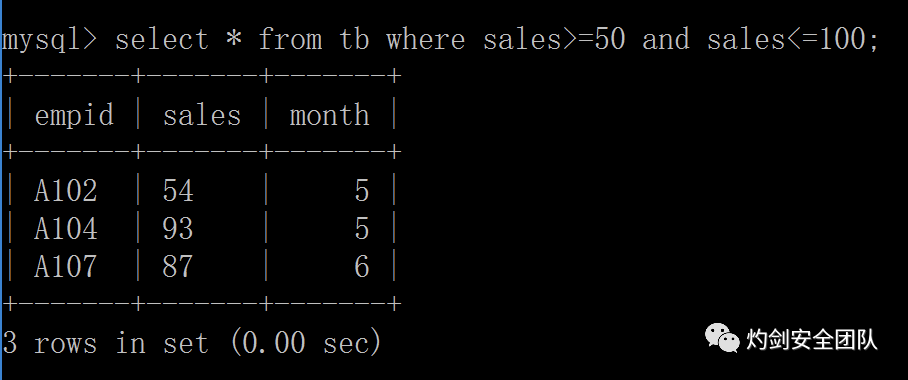 mysql> select * from tb where sales>=50 and sales<=100;
+-------+-------+-------+
| empid | sales | month |
+-------+-------+-------+
| A102  | 54    |     5 |
| A104  | 93    |     5 |
| A107  | 87    |     6 |
+-------+-------+-------+
3 rows in set (0.00 sec)
灼剑安全团队